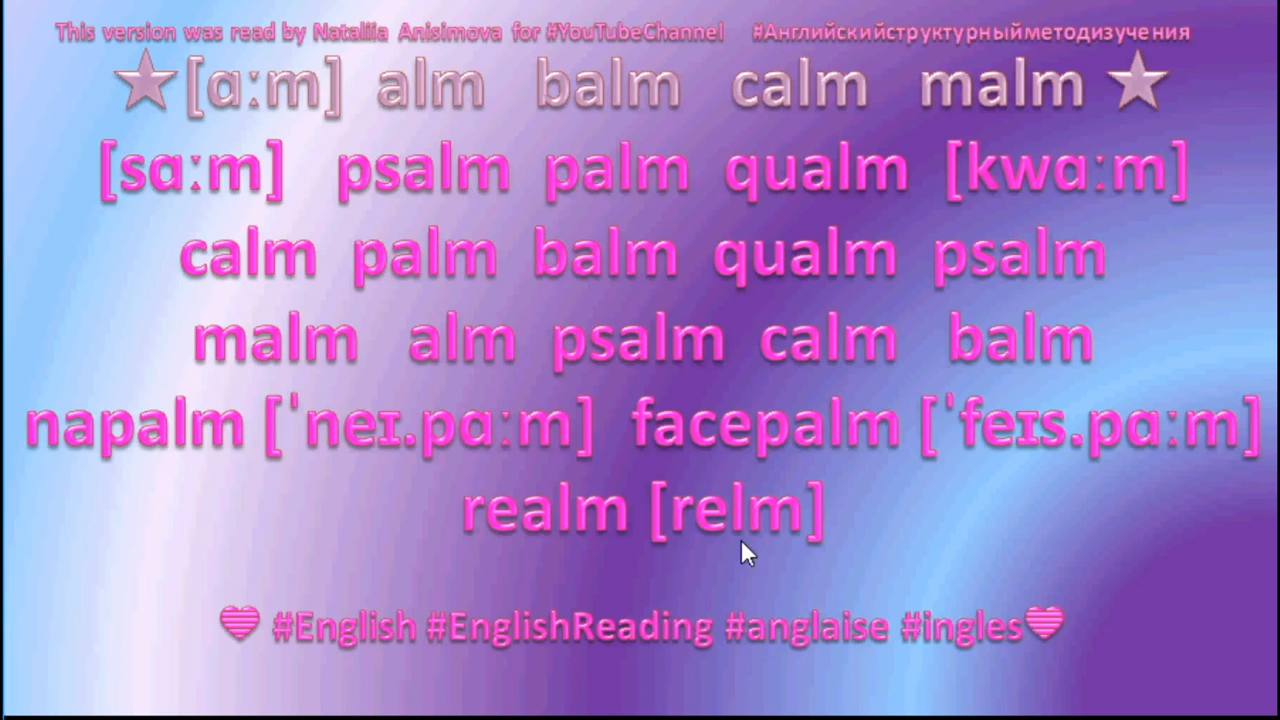 This version was read by Nataliia Anisimova for #YouTubeChannel #Английскийструктурныйметодизучения
★[ɑːm] alm balm calm malm★
[sɑːm] psalm palm qualm [kwɑːm]
calm palm balm qualm psalm
malm alm psalm calm balm
napalm [ˈneɪ.pɑːm] facepalm [ˈfeɪs.pɑːm]
realm [relm]
#English #EnglishReading #anglaise #ingles